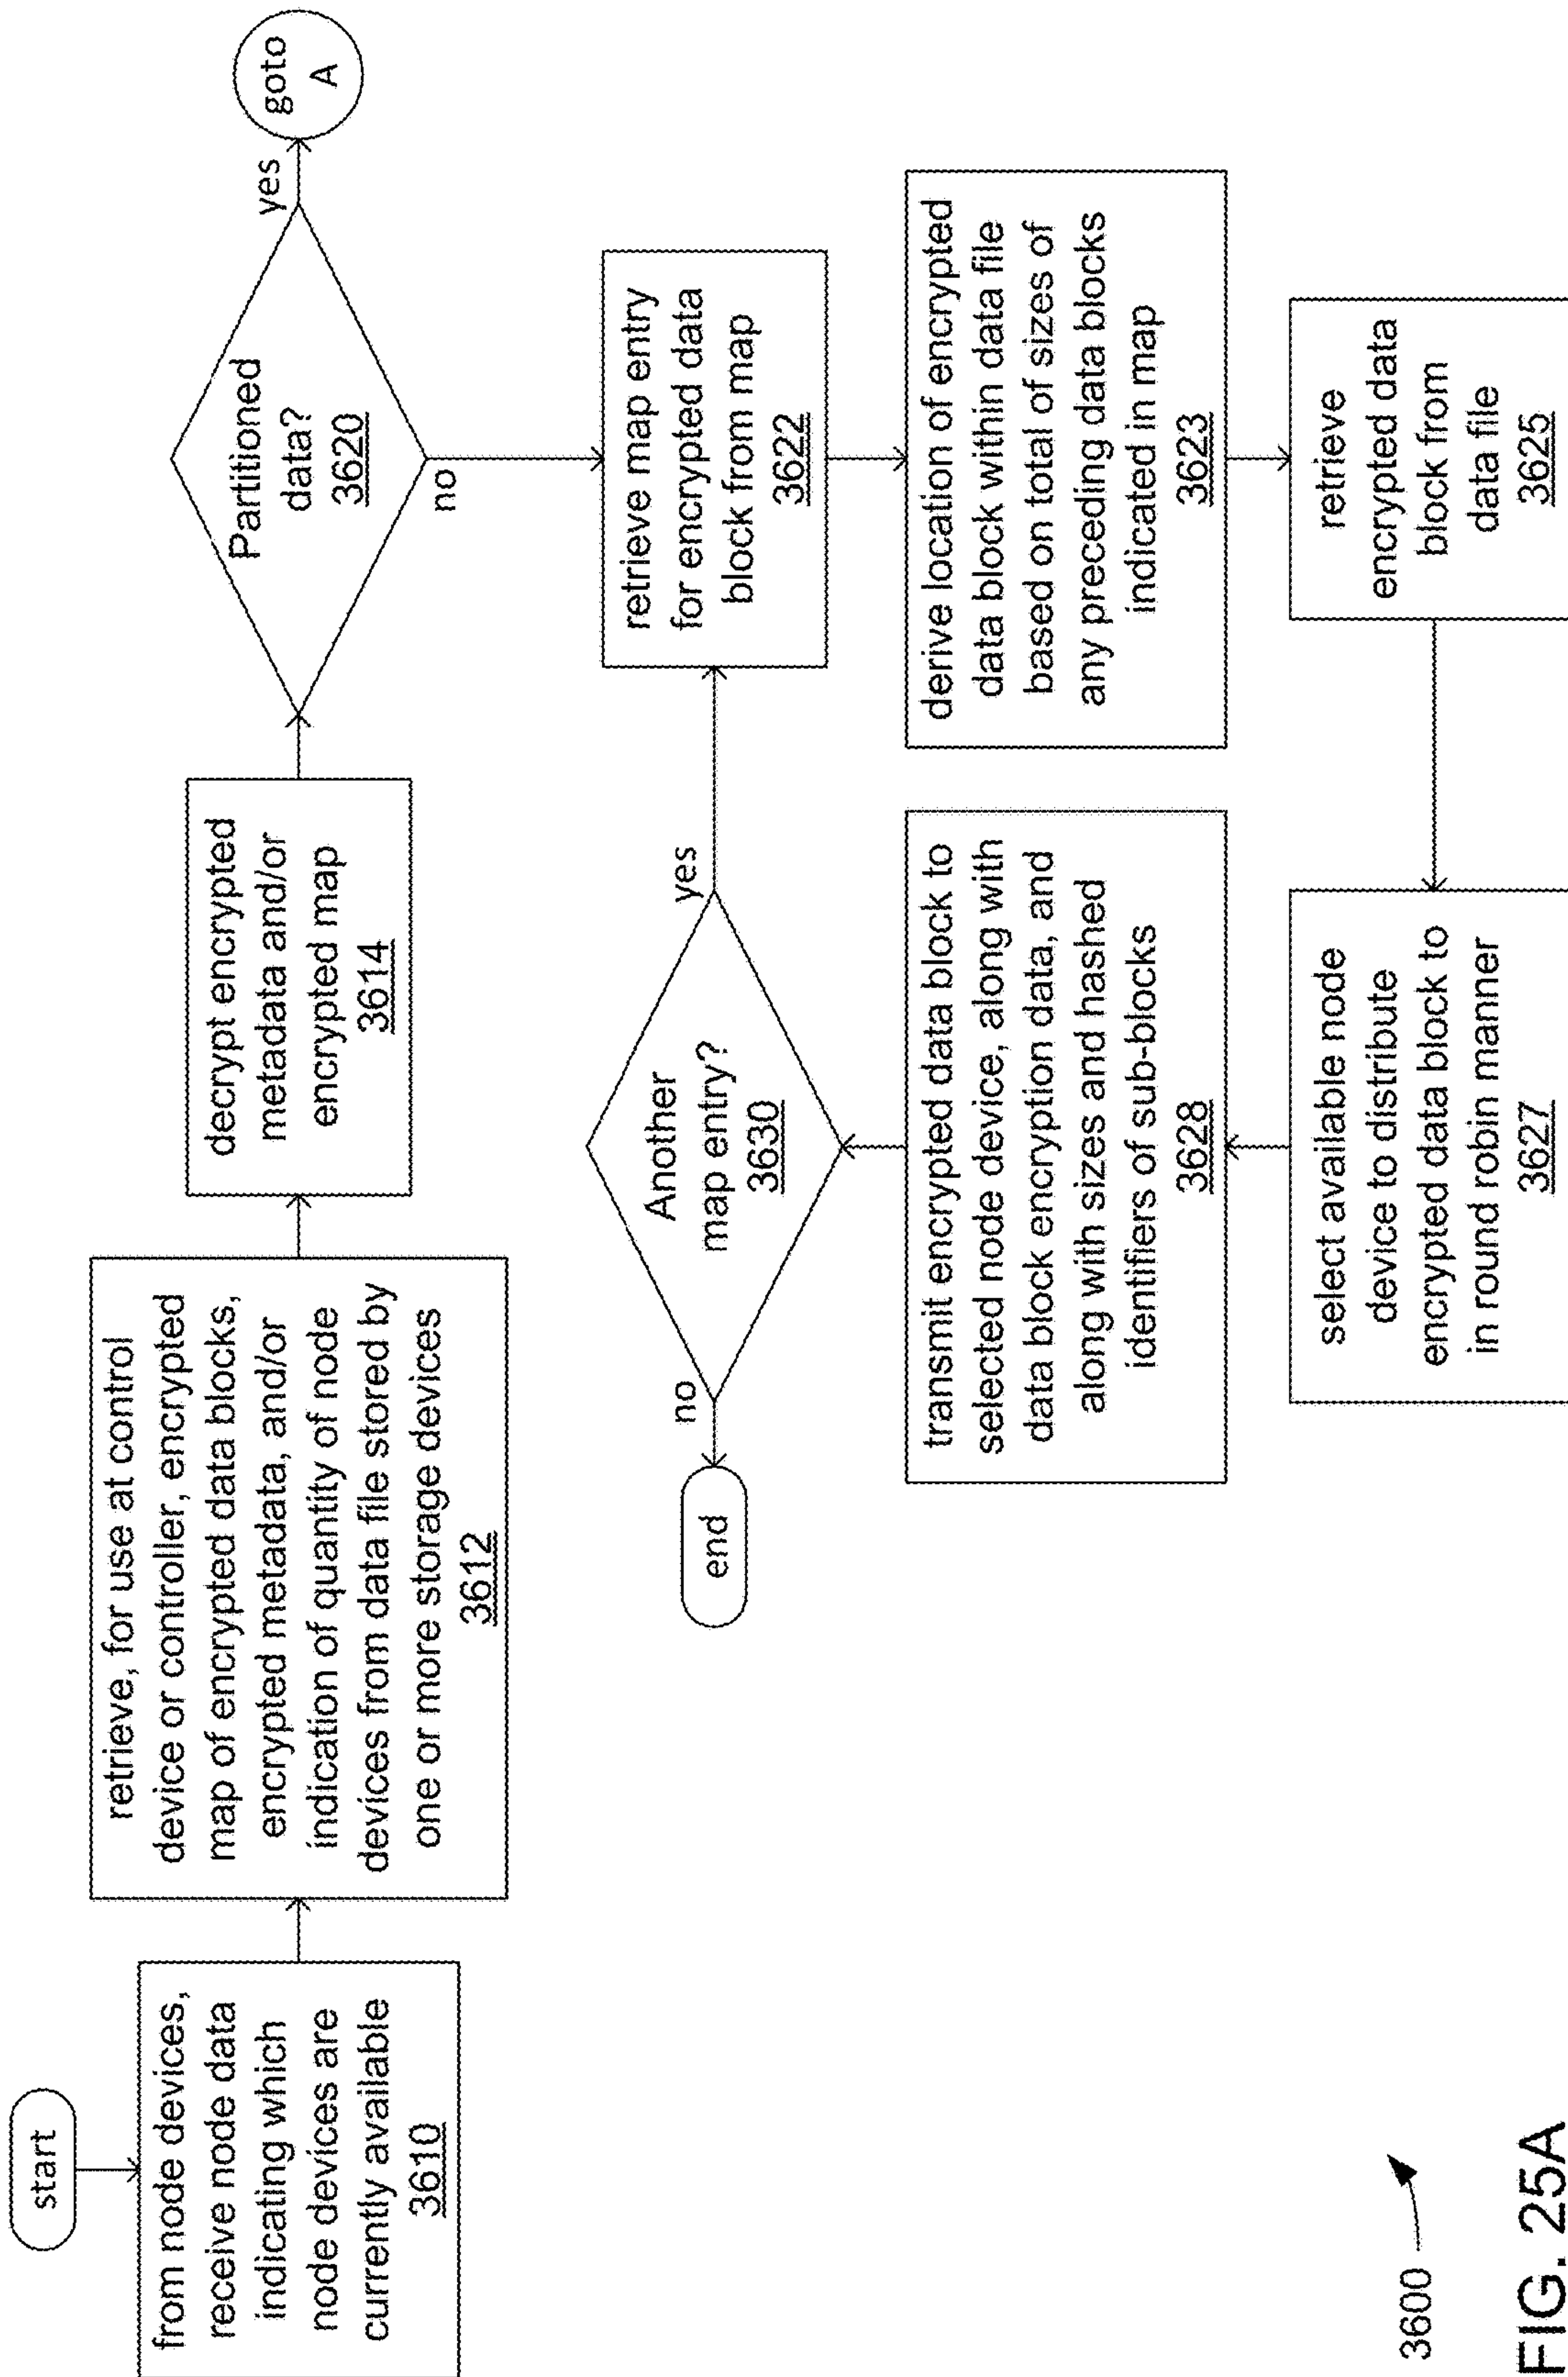 start
from node devices,
receive node data
indicating which
node devices are
currently available
3610
retrieve, for use at control
device or controller, encrypted
map of encrypted data blocks,
encrypted metadata, and/or
indication of quantity of node
devices from data file stored by
one or more storage devices
3612
decrypt encrypted
metadata and/or
encrypted map
3614
Partitioned
data?
3620
yes
goto
A
no
retrieve map entry
for encrypted data
block from map
3622
derive location of encrypted
data block within data file
based on total of sizes of
any preceding data blocks
indicated in map
3623
retrieve
encrypted data
block from
data file
3625
select available node
device to distribute
encrypted data block to
in round robin manner
3627
transmit encrypted data block to
selected node device, along with
data block encryption data, and
along with sizes and hashed
identifiers of sub-blocks
3628
Another
map entry?
3630
yes
no
end
3600
FIG. 25A